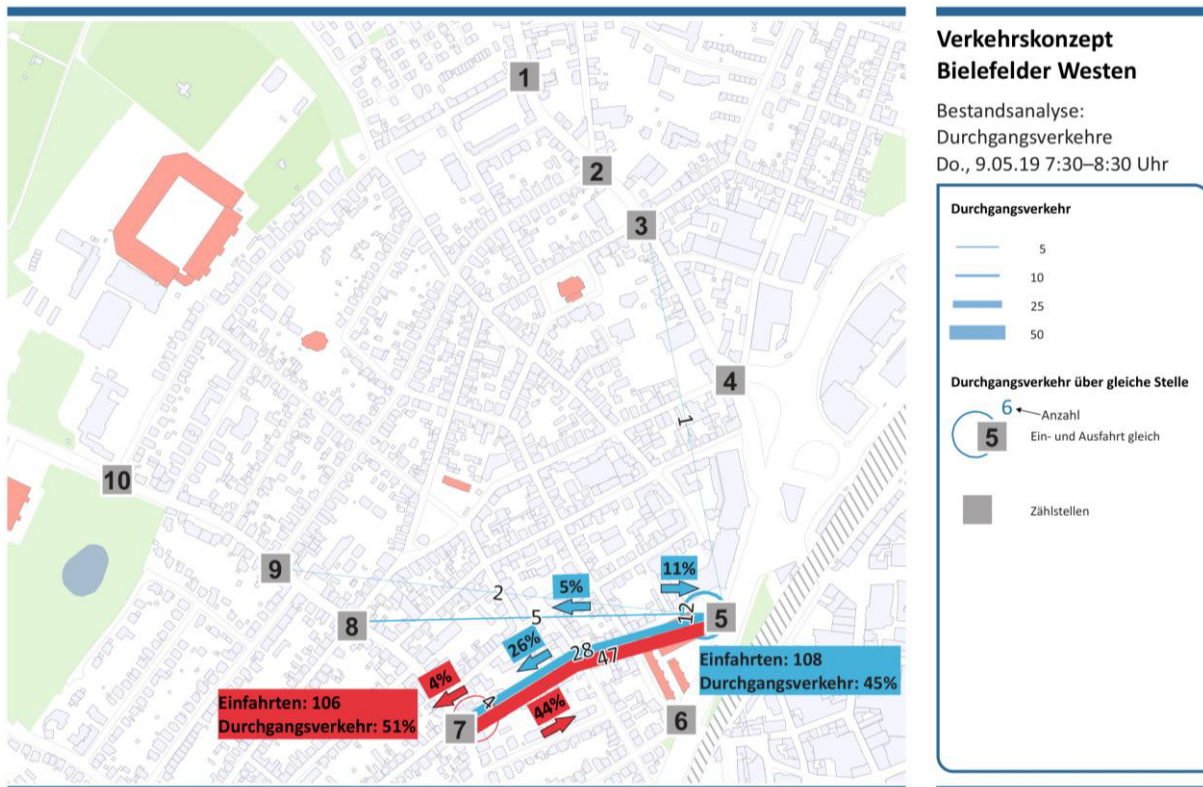 Verkehrskonzept
Bielefelder Westen
Bestandsanalyse:
Durchgangsverkehre
Do., 9.05.19 7:30–8:30 Uhr
Durchgangsverkehr
5
10
25
50
Durchgangsverkehr über gleiche Stelle
6
Anzahl
5
Ein- und Ausfahrt gleich
Zählstellen
1
2
3
4
1
10
9
2
5%
11%
8
5
12
5
26%
28
47
Einfahrten: 108
Durchgangsverkehr: 45%
4%
4
44%
Einfahrten: 106
Durchgangsverkehr: 51%
7
6